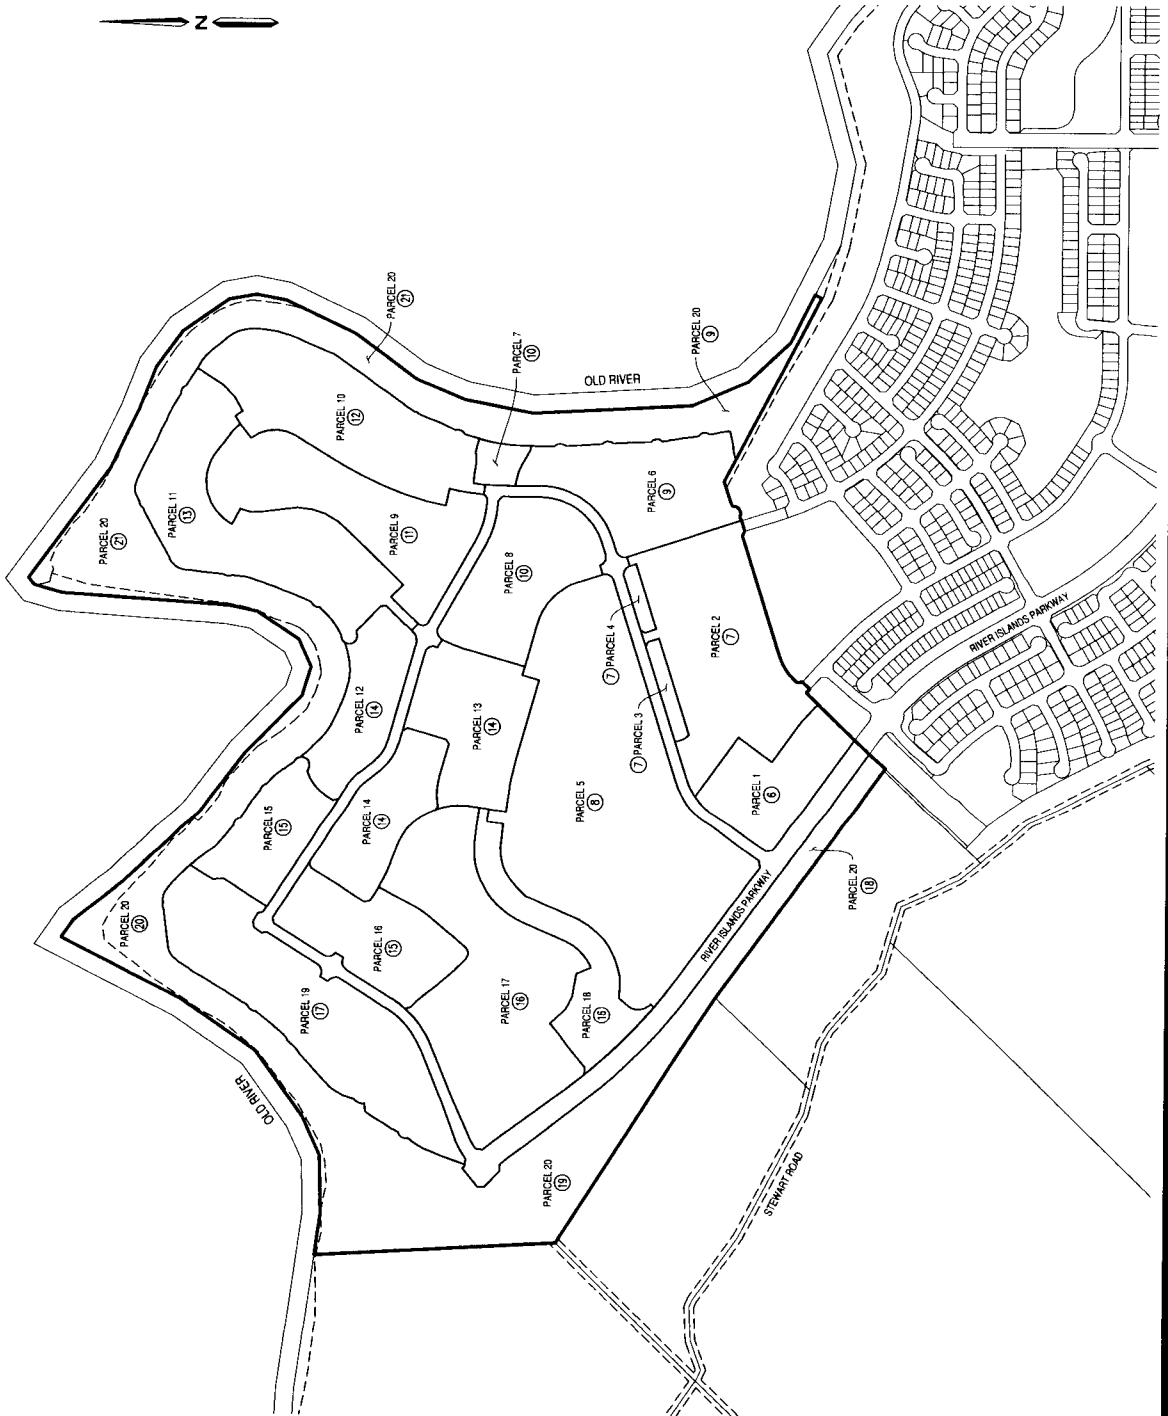 N
PARCEL 20
21
PARCEL 7
10
PARCEL 20
9
OLD RIVER
PARCEL 10
12
PARCEL 6
9
PARCEL 11
13
PARCEL 9
11
PARCEL 20
21
PARCEL 8
10
PARCEL 4
7
PARCEL 2
7
RIVER ISLANDS PARKWAY
PARCEL 12
14
PARCEL 13
14
PARCEL 3
7
PARCEL 1
6
PARCEL 5
8
PARCEL 14
14
PARCEL 15
15
PARCEL 20
18
RIVER ISLANDS PARKWAY
PARCEL 20
20
PARCEL 16
15
PARCEL 17
16
PARCEL 18
16
PARCEL 19
17
OLD RIVER
PARCEL 20
19
STEWART ROAD